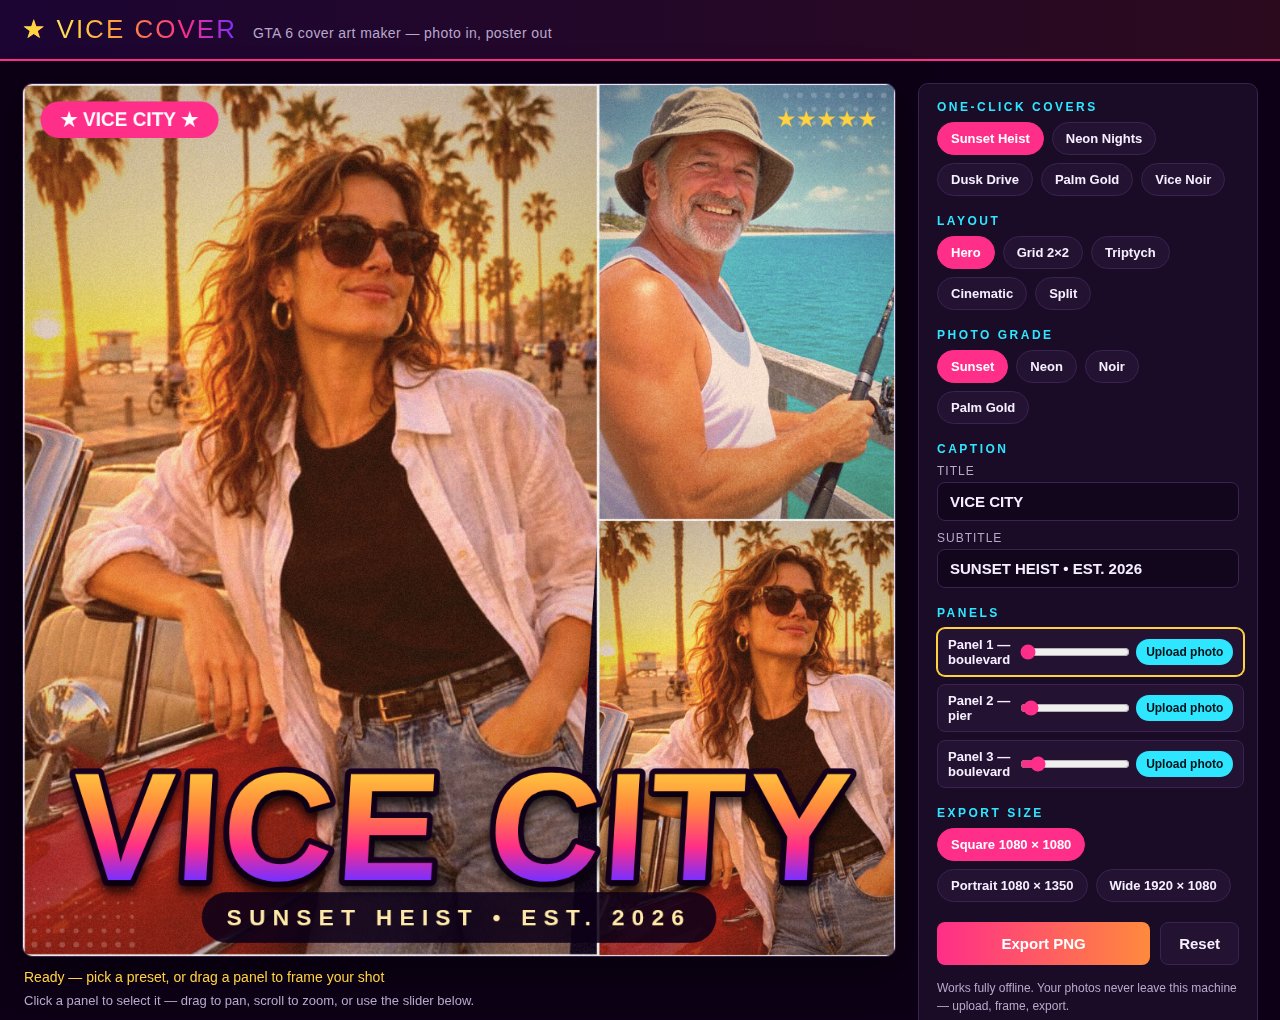 ★ VICE COVER
GTA 6 cover art maker — photo in, poster out
★ VICE CITY ★
★★★★★
VICE CITY
SUNSET HEIST • EST. 2026
Ready — pick a preset, or drag a panel to frame your shot
Click a panel to select it — drag to pan, scroll to zoom, or use the slider below.
ONE-CLICK COVERS
Sunset Heist Neon Nights
Dusk Drive Palm Gold Vice Noir
LAYOUT
Hero Grid 2×2 Triptych
Cinematic Split
PHOTO GRADE
Sunset Neon Noir
Palm Gold
CAPTION
TITLE
VICE CITY
SUBTITLE
SUNSET HEIST • EST. 2026
PANELS
Panel 1 —
boulevard
Upload photo
Panel 2 —
pier
Upload photo
Panel 3 —
boulevard
Upload photo
EXPORT SIZE
Square 1080 × 1080
Portrait 1080 × 1350 Wide 1920 × 1080
Export PNG Reset
Works fully offline. Your photos never leave this machine
— upload, frame, export.